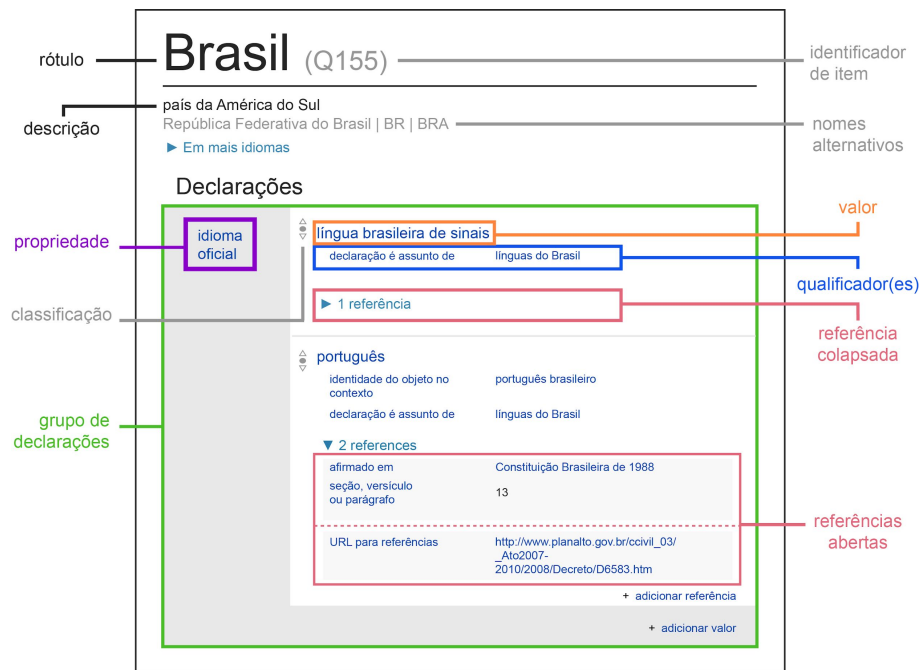 rótulo
Brasil (Q155)
identificador
de item
descrição
país da América do Sul
República Federativa do Brasil | BR | BRA
nomes
alternativos
► Em mais idiomas
Declarações
valor
propriedade
idioma
oficial
língua brasileira de sinais
declaração é assunto de línguas do Brasil
qualificador(es)
classificação
► 1 referência
referência
colapsada
português
identidade do objeto no
contexto
português brasileiro
declaração é assunto de línguas do Brasil
grupo de
declarações
▼ 2 references
afirmado em Constituição Brasileira de 1988
seção, versículo
ou parágrafo
13
referências
abertas
URL para referências
http://www.planalto.gov.br/ccivil_03/
_Ato2007-
2010/2008/Decreto/D6583.htm
+ adicionar referência
+ adicionar valor